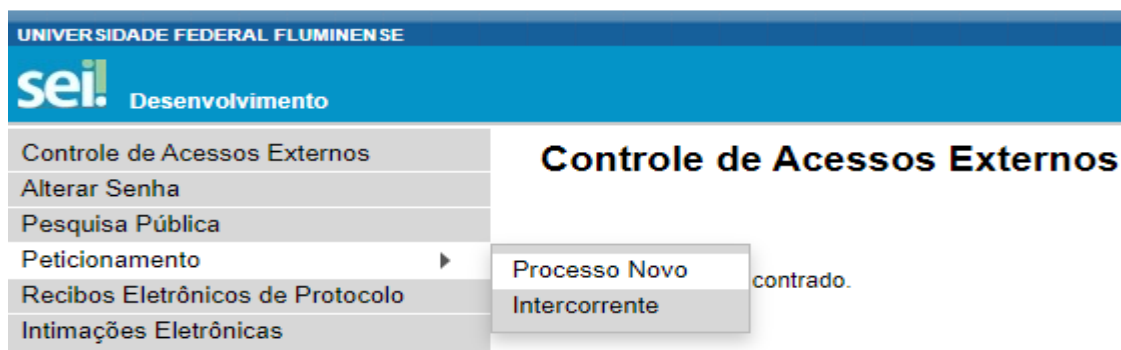 UNIVERSIDADE FEDERAL FLUMINENSE
sei! Desenvolvimento
Controle de Acessos Externos
Alterar Senha
Pesquisa Pública
Peticionamento
Recibos Eletrônicos de Protocolo
Intimações Eletrônicas
Processo Novo
Intercorrente
Controle de Acessos Externos
contrado.